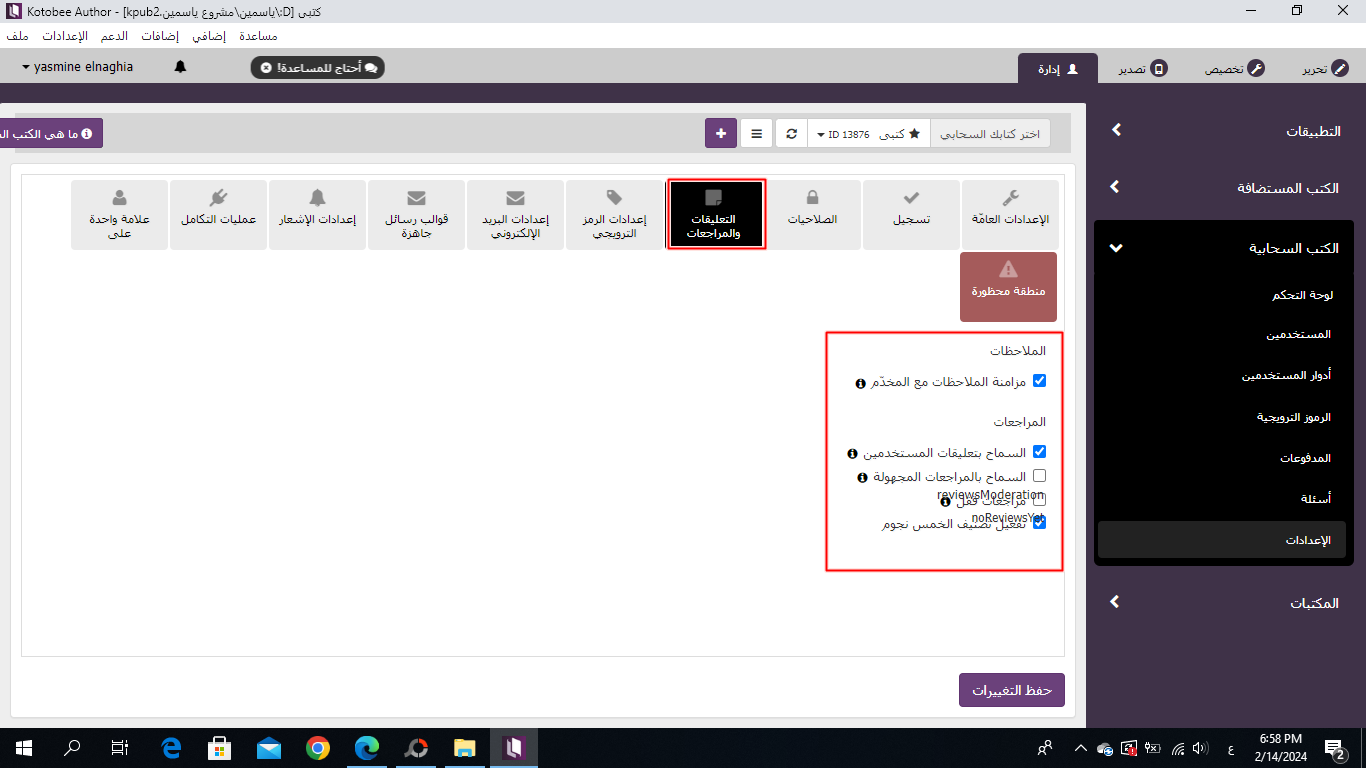 كتبى [D:\ياسمين\مشروع ياسمين.kpub2] - Kotobee Author
ملف الإعدادات الدعم إضافات إضافي مساعدة
تحرير
تخصيص
تصدير
إدارة
أحتاج للمساعدة!
yasmine elnaghia
التطبيقات
الكتب المستضافة
الكتب السحابية
لوحة التحكم
المستخدمين
أدوار المستخدمين
الرموز الترويجية
المدفوعات
أسئلة
الإعدادات
المكتبات
اختر كتابك السحابي
كتبى ID 13876
ما هي الكتب
الإعدادات العامّة
تسجيل
الصلاحيات
التعليقات
والمراجعات
إعدادات الرمز
الترويجي
إعدادات البريد
الإلكتروني
قوالب رسائل
جاهزة
إعدادات الإشعار
عمليات التكامل
علامة واحدة
على
منطقة محظورة
الملاحظات
مزامنة الملاحظات مع المخدّم
المراجعات
السماح بتعليقات المستخدمين
السماح بالمراجعات المجهولة
reviewsModeration
مراجعات قفل
noReviewsYet
تفعيل تصنيف الخمس نجوم
حفظ التغييرات
ع
6:58 PM
2/14/2024
2